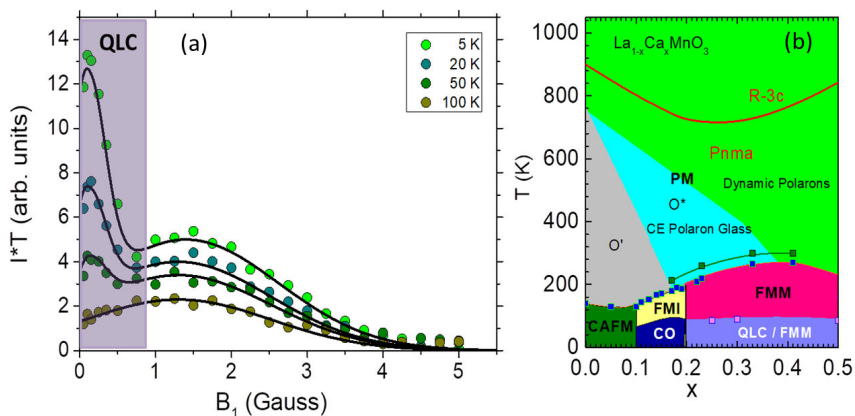 QLC
(a)
5 K
20 K
50 K
100 K
I*T (arb. units)
0
2
4
6
8
10
12
14
0
1
2
3
4
5
B₁ (Gauss)
(b)
La₁₋ₓCaₓMnO₃
R-3c
Pnma
PM
Dynamic Polarons
O*
CE Polaron Glass
O'
FMM
FMI
CAFM
CO
QLC / FMM
T (K)
0
200
400
600
800
1000
0.0
0.1
0.2
0.3
0.4
0.5
x